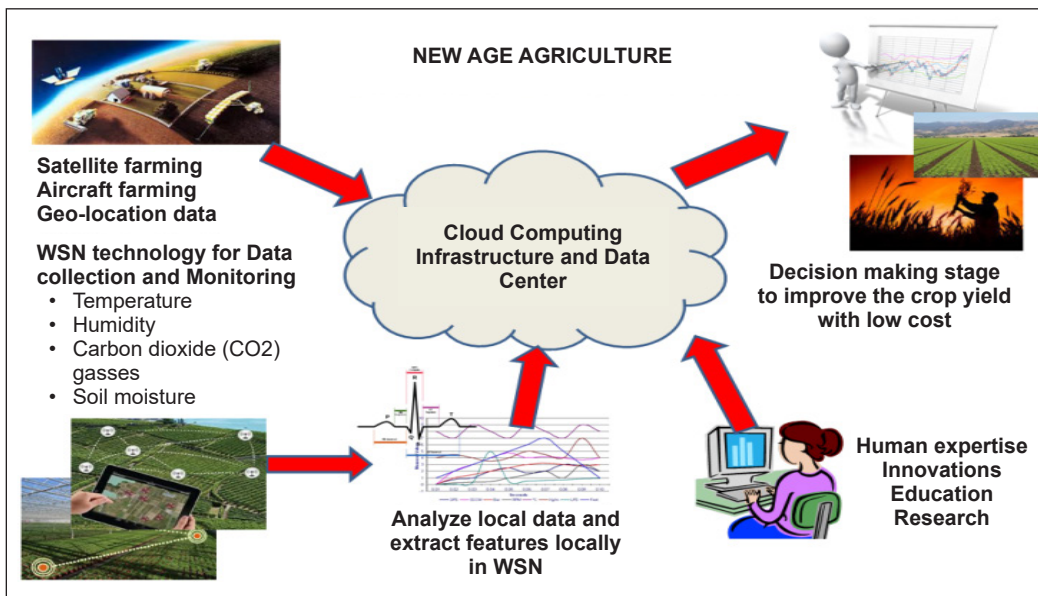 NEW AGE AGRICULTURE
Satellite farming
Aircraft farming
Geo-location data
WSN technology for Data
collection and Monitoring
• Temperature
• Humidity
• Carbon dioxide (CO2)
gasses
• Soil moisture
Cloud Computing
Infrastructure and Data
Center
Decision making stage
to improve the crop yield
with low cost
R
P
T
Q
Analyze local data and
extract features locally
in WSN
Human expertise
Innovations
Education
Research